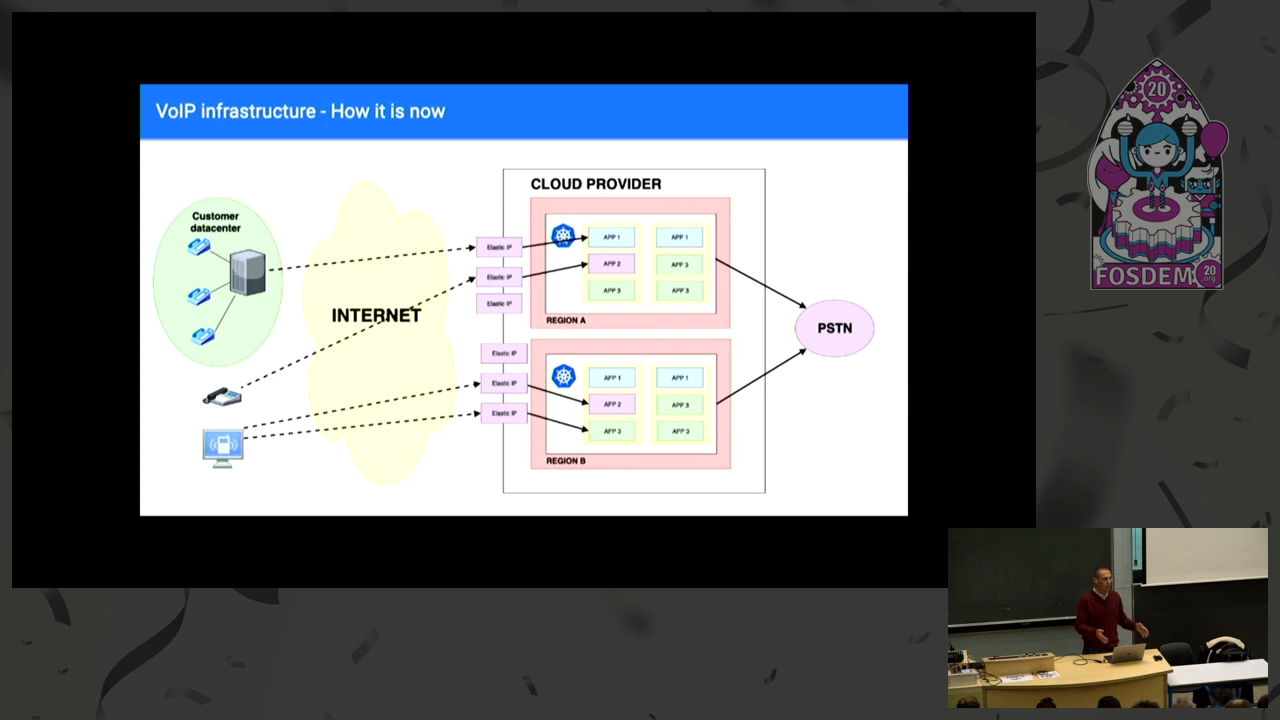 VoIP infrastructure - How it is now
Customer
datacenter
INTERNET
CLOUD PROVIDER
Elastic IP
Elastic IP
Elastic IP
APP 1
APP 2
APP 3
APP 1
APP 3
APP 3
REGION A
Elastic IP
Elastic IP
Elastic IP
APP 1
APP 2
APP 3
APP 1
APP 3
APP 3
REGION B
PSTN
20
FOSDEM
20
.org